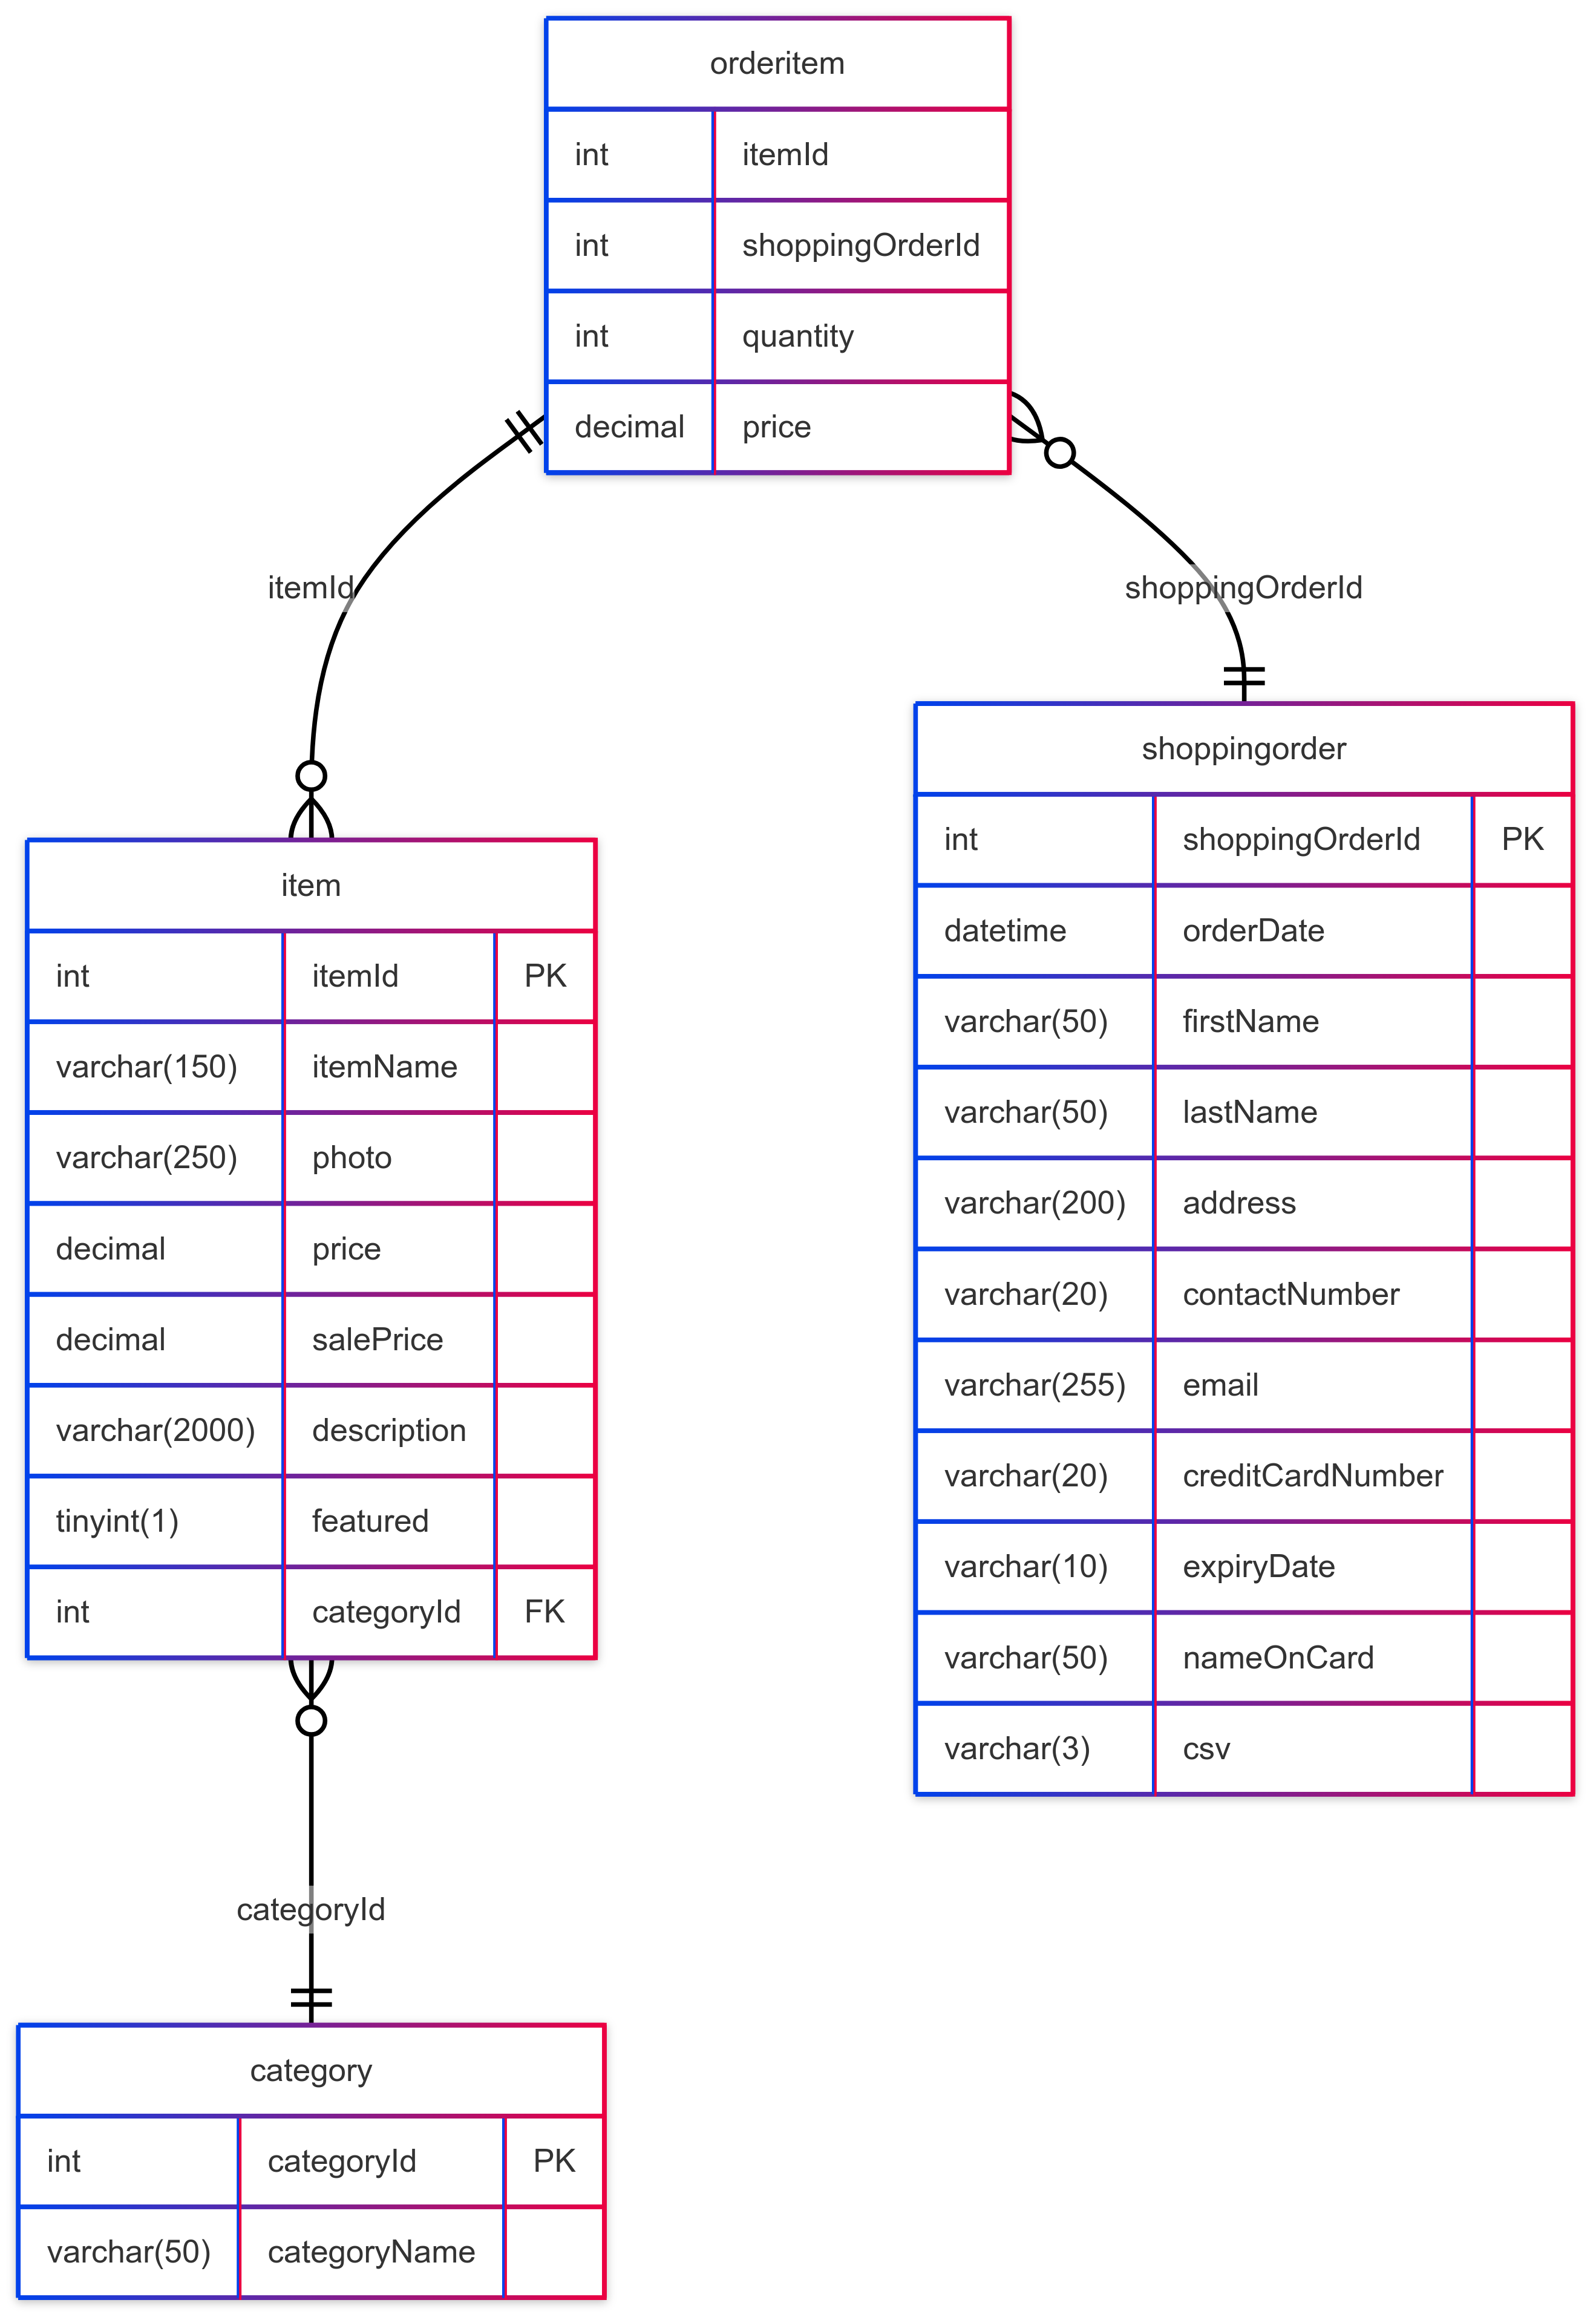 orderitem
int itemId
int shoppingOrderId
int quantity
decimal price
itemId
shoppingOrderId
shoppingorder
int shoppingOrderId PK
datetime orderDate
varchar(50) firstName
varchar(50) lastName
varchar(200) address
varchar(20) contactNumber
varchar(255) email
varchar(20) creditCardNumber
varchar(10) expiryDate
varchar(50) nameOnCard
varchar(3) csv
item
int itemId PK
varchar(150) itemName
varchar(250) photo
decimal price
decimal salePrice
varchar(2000) description
tinyint(1) featured
int categoryId FK
categoryId
category
int categoryId PK
varchar(50) categoryName